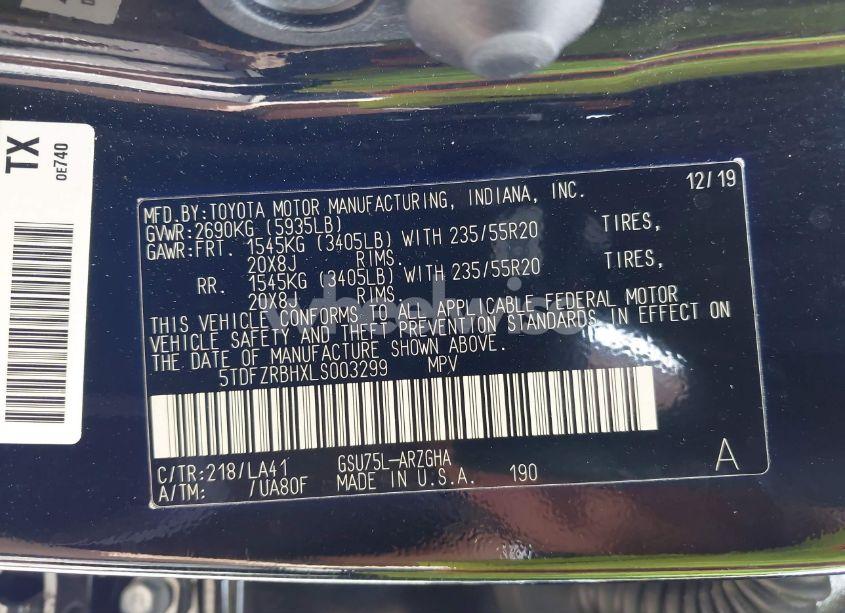 TX
0E740
MFD.BY:TOYOTA MOTOR MANUFACTURING, INDIANA, INC. 12/19
GVWR:2690KG (5935LB)
GAWR:FRT. 1545KG (3405LB) WITH 235/55R20 TIRES,
20X8J RIMS.
RR. 1545KG (3405LB) WITH 235/55R20 TIRES,
20X8J RIMS.
THIS VEHICLE CONFORMS TO ALL APPLICABLE FEDERAL MOTOR
VEHICLE SAFETY AND THEFT PREVENTION STANDARDS IN EFFECT ON
THE DATE OF MANUFACTURE SHOWN ABOVE.
5TDFZRBHXLS003299 MPV
C/TR:218/LA41 GSU75L-ARZGHA
A/TM: /UA80F MADE IN U.S.A. 190 A